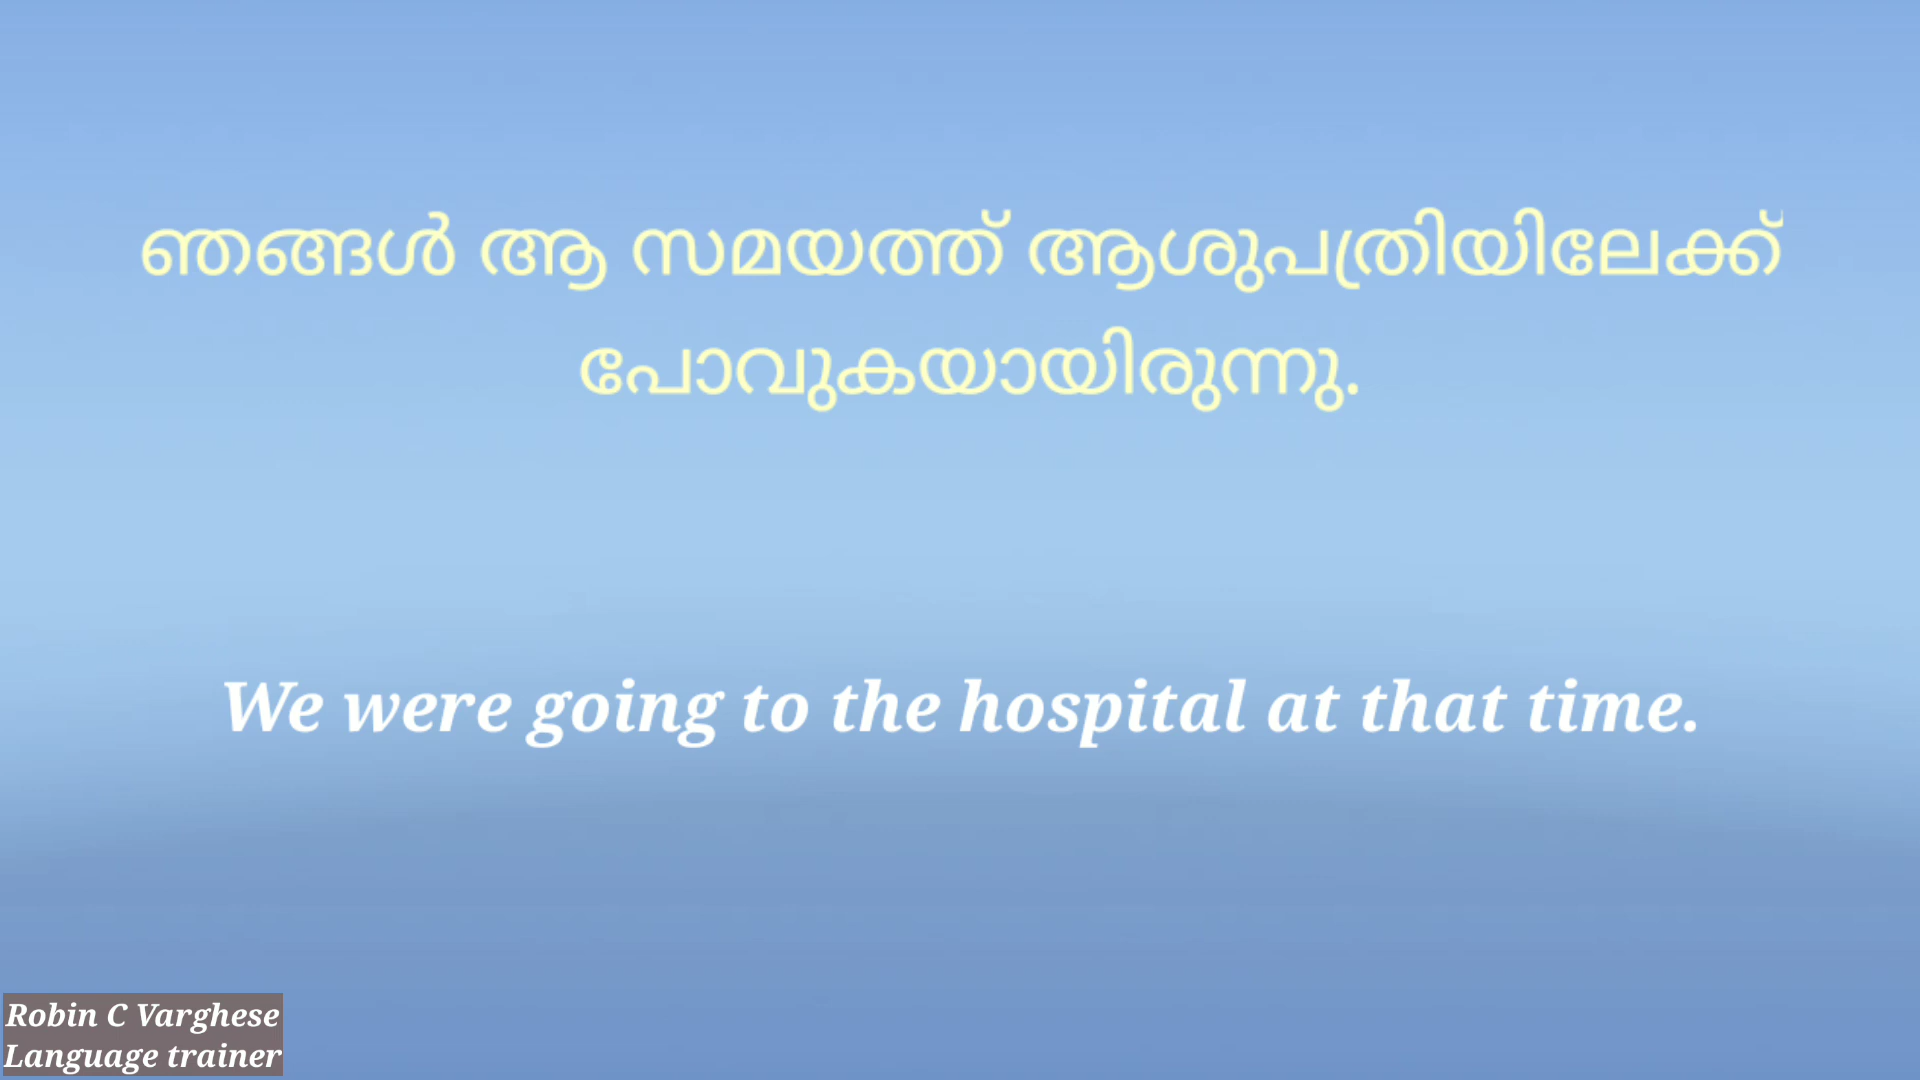 ഞങ്ങൾ ആ സമയത്ത് ആശുപത്രിയിലേക്ക്
പോവുകയായിരുന്നു.
We were going to the hospital at that time.
Robin C Varghese
Language trainer